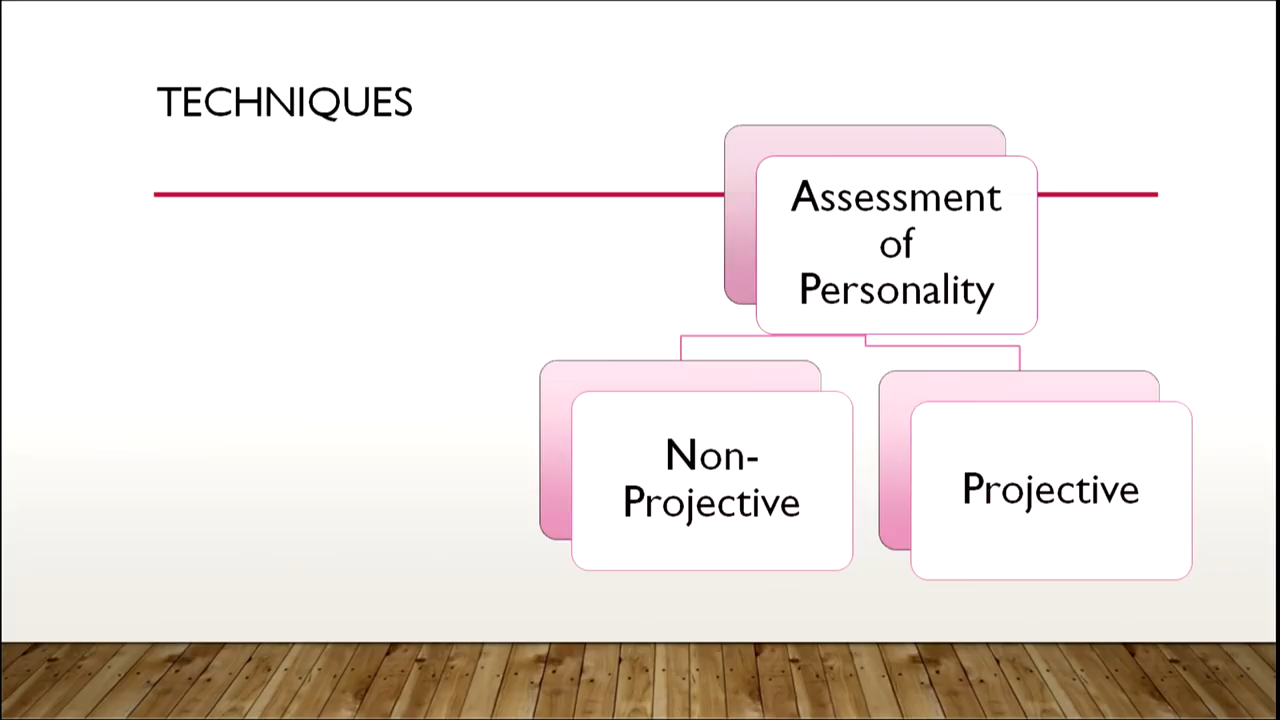 TECHNIQUES
Assessment
of
Personality
Non-
Projective
Projective